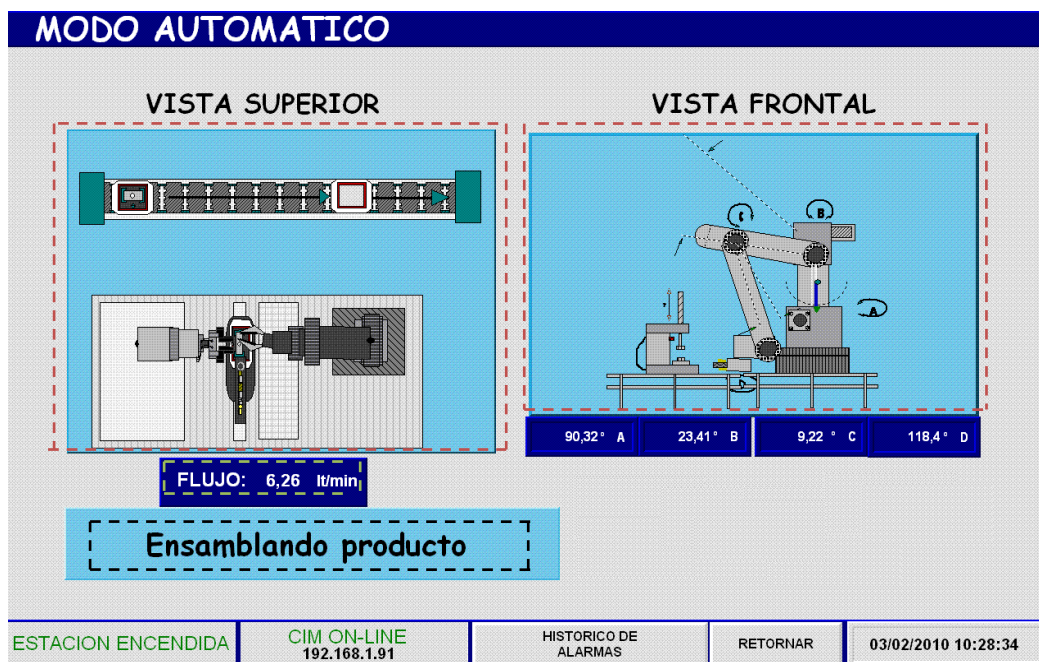 MODO AUTOMATICO
VISTA SUPERIOR
VISTA FRONTAL
C
B
A
90,32° A
23,41° B
9,22 ° C
118,4° D
FLUJO: 6,26 lt/min
Ensamblando producto
ESTACION ENCENDIDA
CIM ON-LINE
192.168.1.91
HISTORICO DE
ALARMAS
RETORNAR
03/02/2010 10:28:34